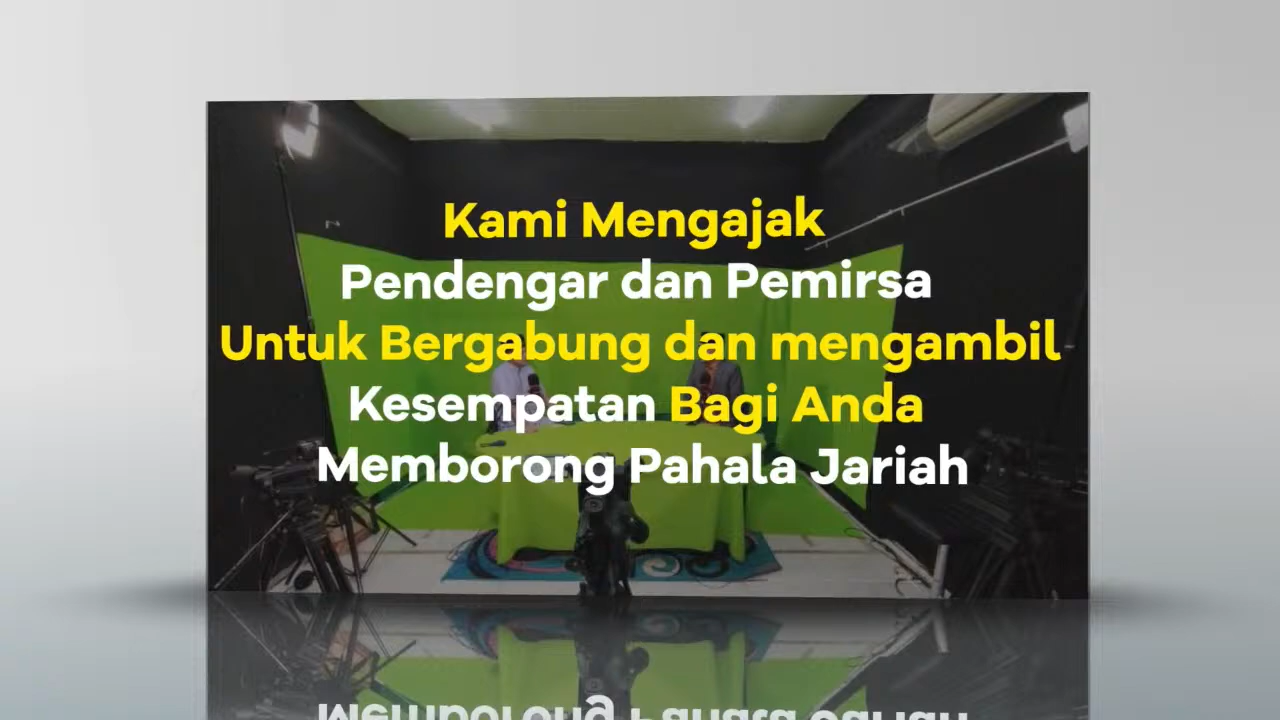 Kami Mengajak
Pendengar dan Pemirsa
Untuk Bergabung dan mengambil
Kesempatan Bagi Anda
Memborong Pahala Jariah